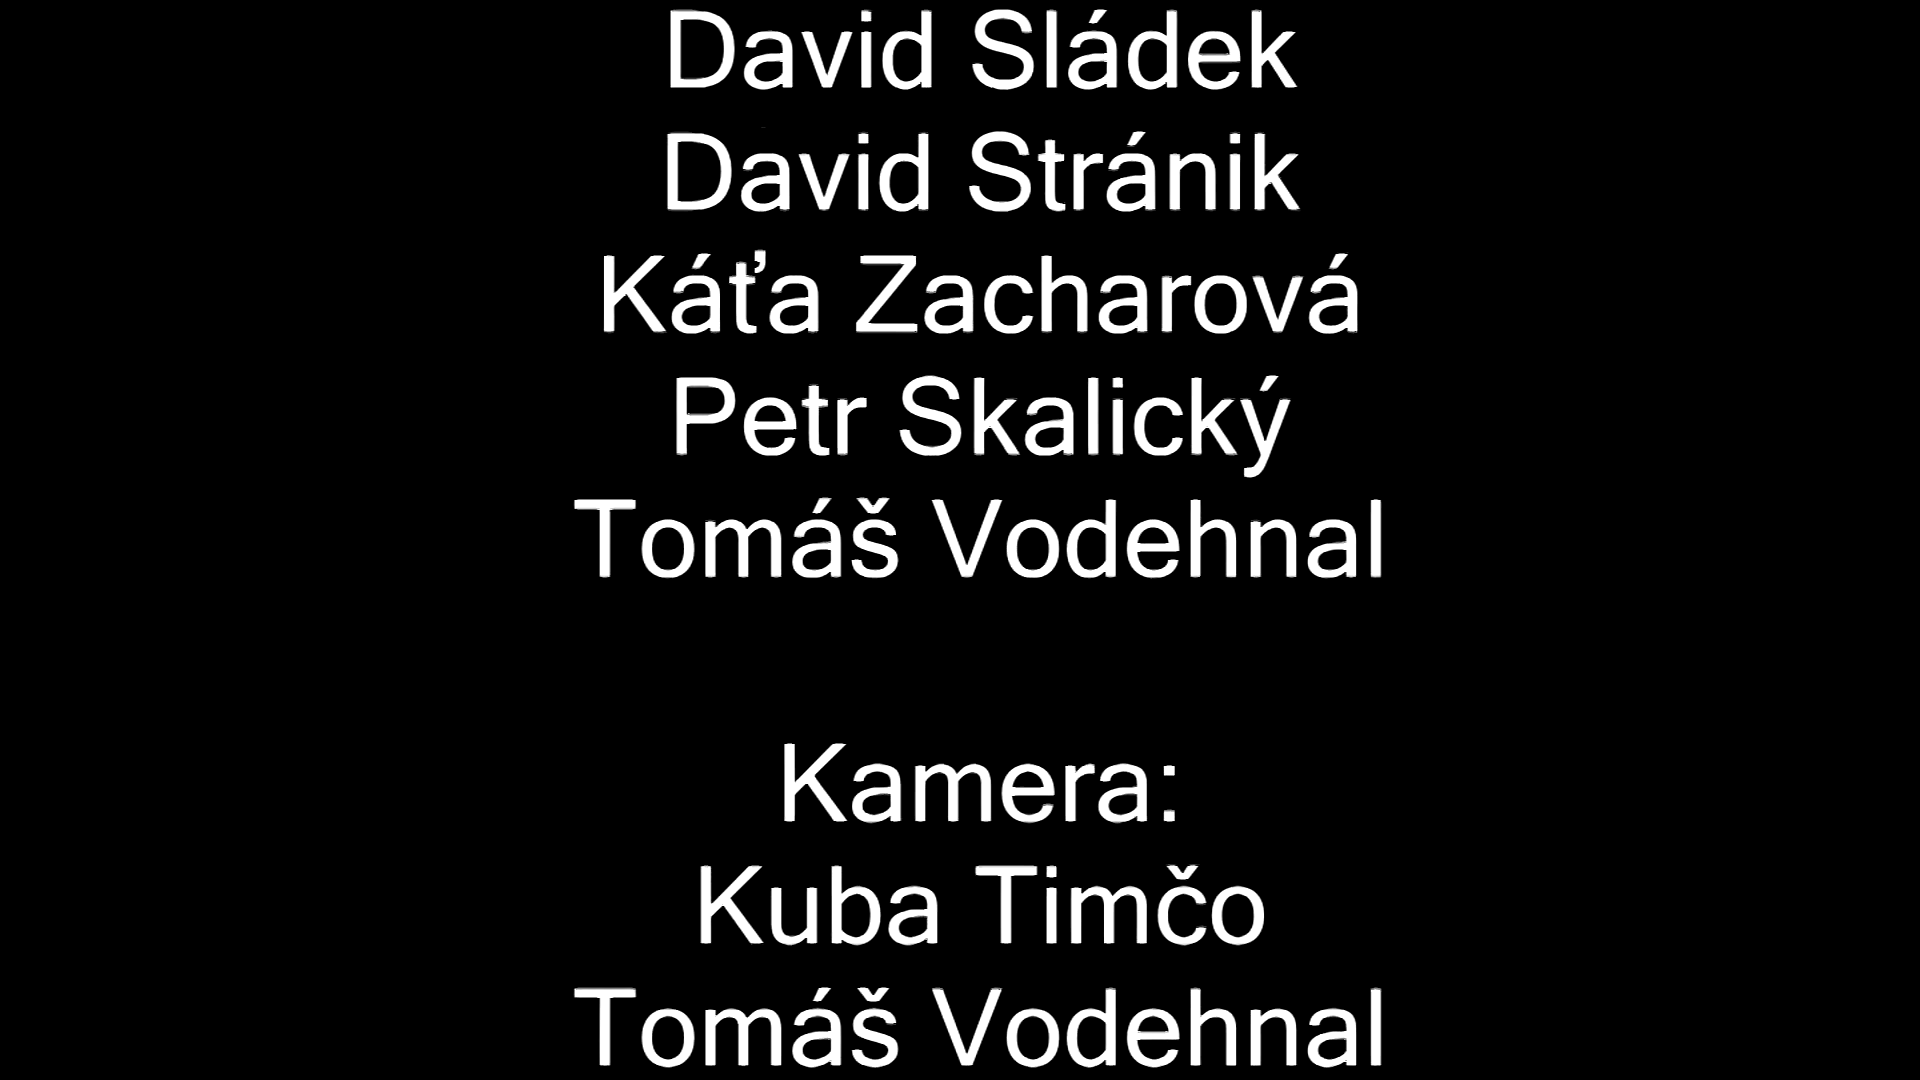 David Sládek
David Stránik
Káťa Zacharová
Petr Skalický
Tomáš Vodehnal
Kamera:
Kuba Timčo
Tomáš Vodehnal